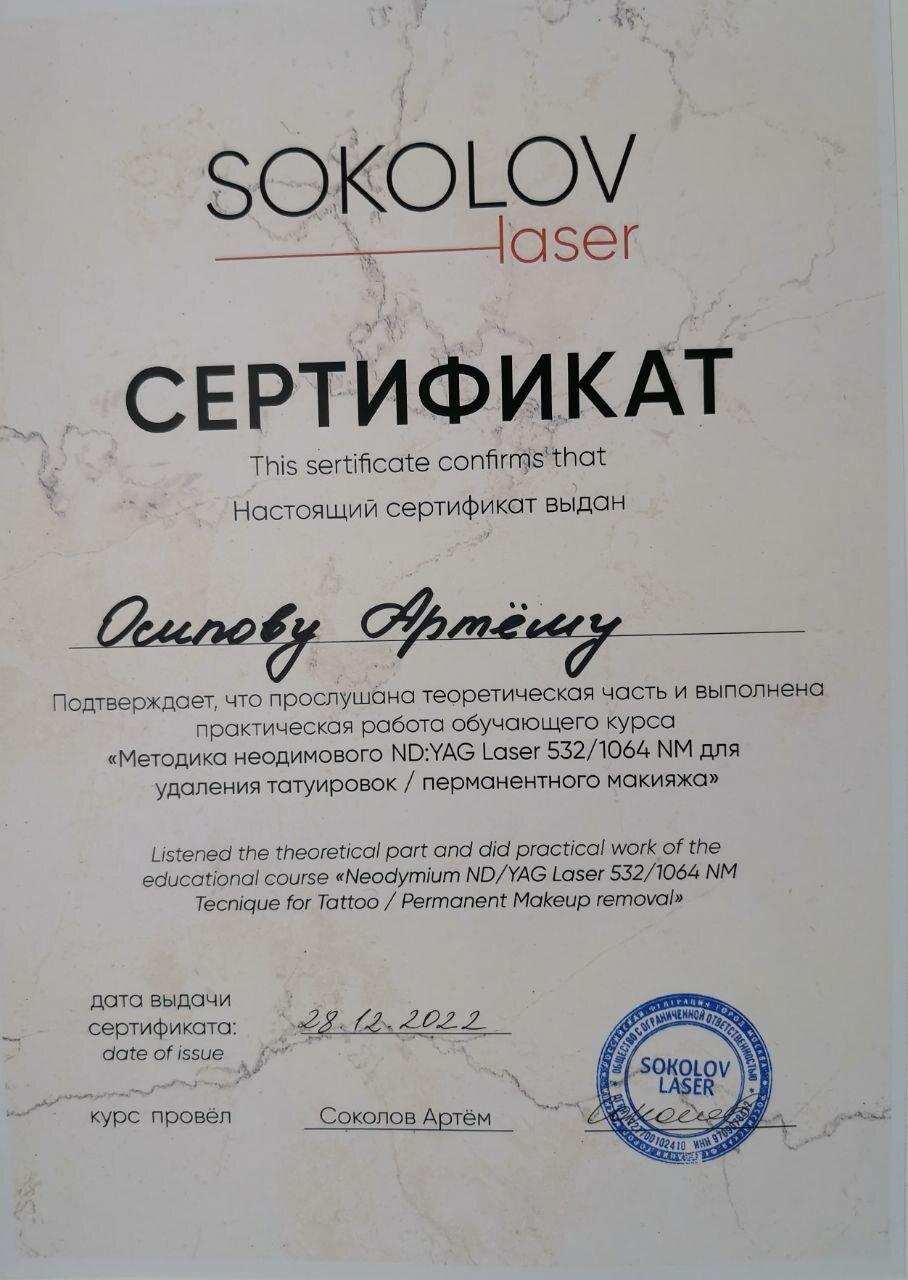 SOKOLOV
laser
СЕРТИФИКАТ
This sertificate confirms that
Настоящий сертификат выдан
Осипову Артёму
Подтверждает, что прослушана теоретическая часть и выполнена
практическая работа обучающего курса
«Методика неодимового ND:YAG Laser 532/1064 NM для
удаления татуировок / перманентного макияжа»
Listened the theoretical part and did practical work of the
educational course «Neodymium ND/YAG Laser 532/1064 NM
Tecnique for Tattoo / Permanent Makeup removal»
дата выдачи
сертификата:
date of issue
28.12.2022
курс провёл
Соколов Артём
ОБЩЕСТВО С ОГРАНИЧЕННОЙ ОТВЕТСТВЕННОСТЬЮ
SOKOLOV
LASER